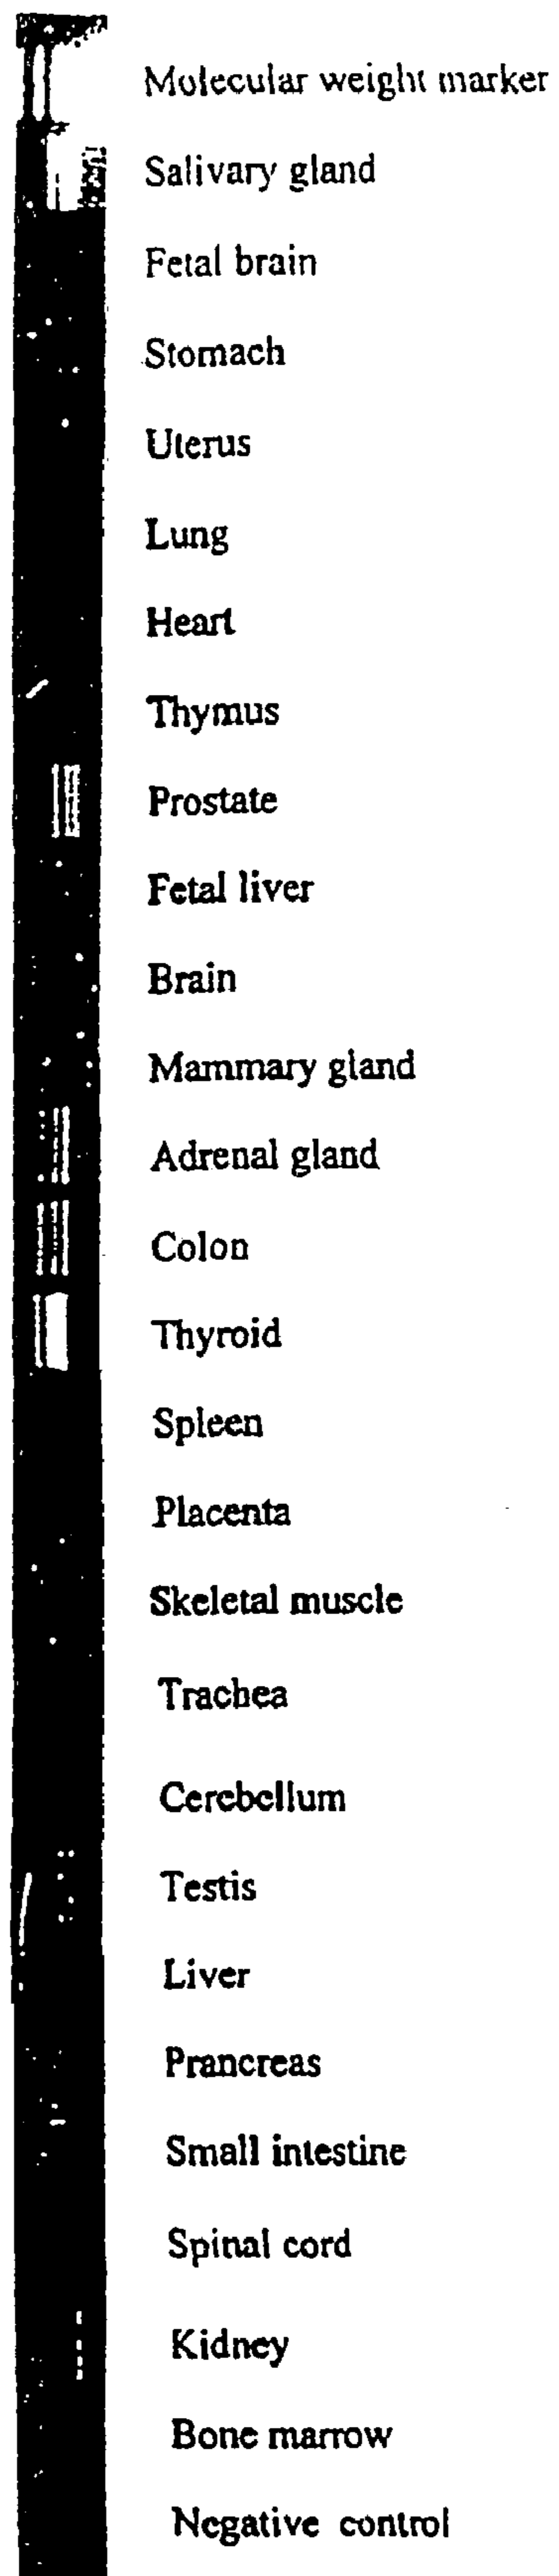 Molecular weight marker
Salivary gland
Fetal brain
Stomach
Uterus
Lung
Heart
Thymus
Prostate
Fetal liver
Brain
Mammary gland
Adrenal gland
Colon
Thyroid
Spleen
Placenta
Skeletal muscle
Trachea
Cerebellum
Testis
Liver
Prancreas
Small intestine
Spinal cord
Kidney
Bone marrow
Negative control